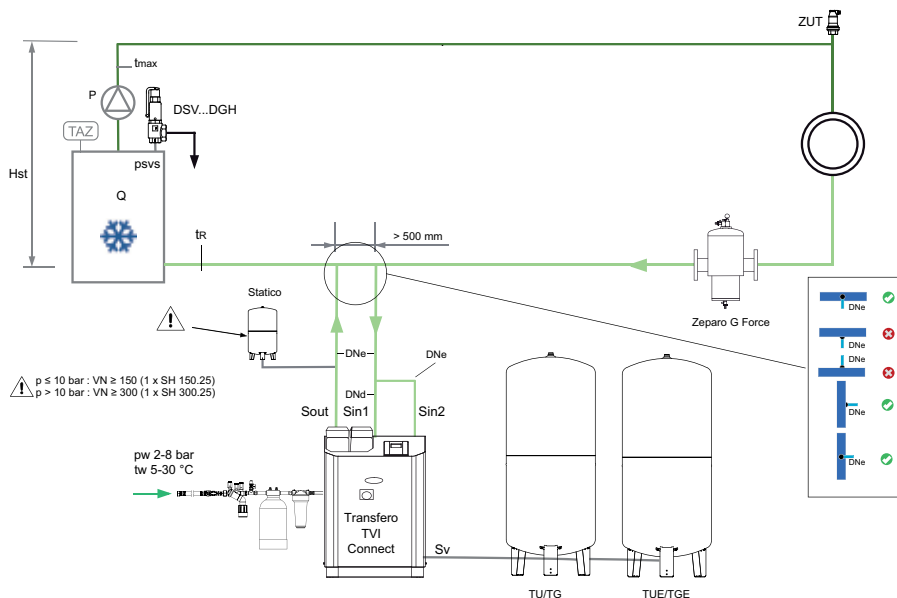 ZUT
tmax
P
DSV...DGH
TAZ
psvs
Hst
Q
tR
> 500 mm
Statico
Zeparo G Force
DNe
DNe
DNe
DNe
DNe
DNe
DNe
DNd
p ≤ 10 bar : VN ≥ 150 (1 x SH 150.25)
p > 10 bar : VN ≥ 300 (1 x SH 300.25)
Sout
Sin1
Sin2
pw 2-8 bar
tw 5-30 °C
Transfero
TVI
Connect
Sv
TU/TG
TUE/TGE